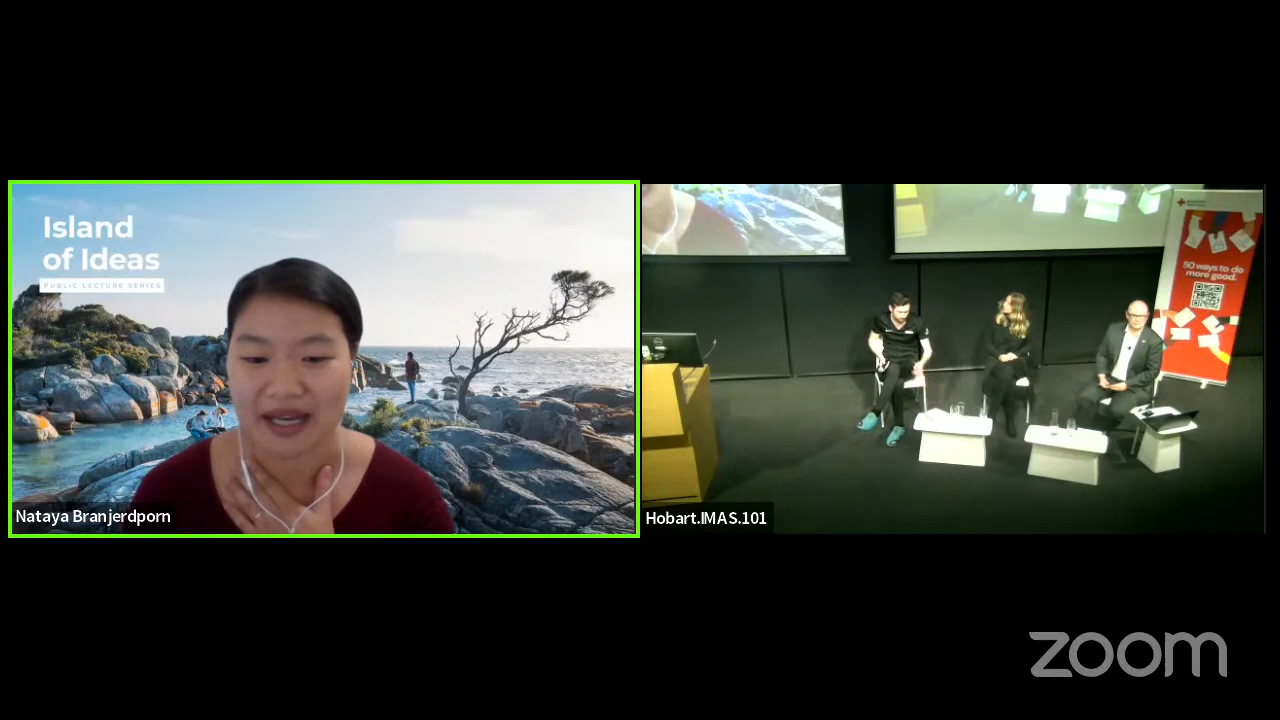 Island
of Ideas
PUBLIC LECTURE SERIES
Nataya Branjerdporn
50 ways to do
more good.
Hobart.IMAS.101
zoom